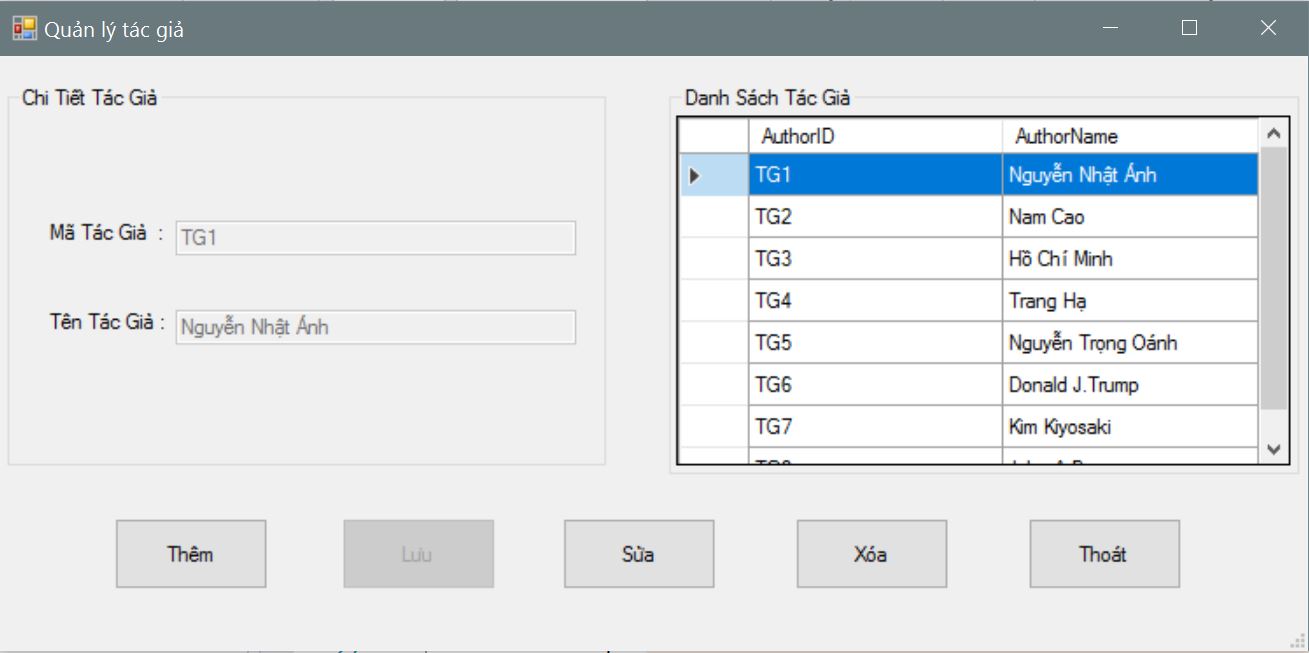 Quản lý tác giả
Chi Tiết Tác Giả
Mã Tác Giả : TG1
Tên Tác Giả : Nguyễn Nhật Ánh
Danh Sách Tác Giả
AuthorID AuthorName
TG1 Nguyễn Nhật Ánh
TG2 Nam Cao
TG3 Hồ Chí Minh
TG4 Trang Hạ
TG5 Nguyễn Trọng Oánh
TG6 Donald J.Trump
TG7 Kim Kiyosaki
Thêm Lưu Sửa Xóa Thoát